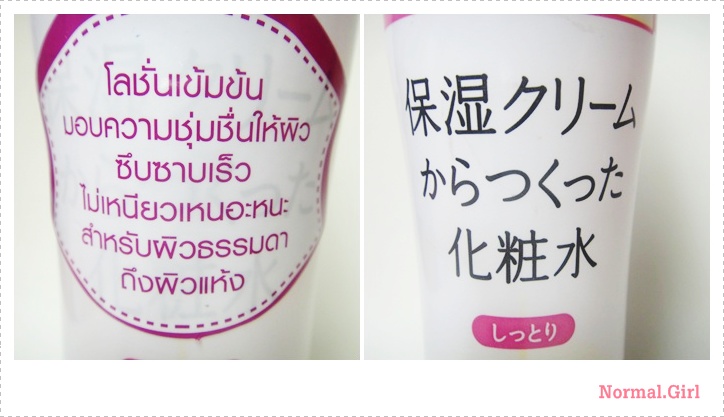 โลชั่นเข้มข้น
มอบความชุ่มชื่นให้ผิว
ซึบซาบเร็ว
ไม่เหนียวเหนอะหนะ
สำหรับผิวธรรมดา
ถึงผิวแห้ง
保湿クリーム
からつくった
化粧水
しっとり
Normal.Girl